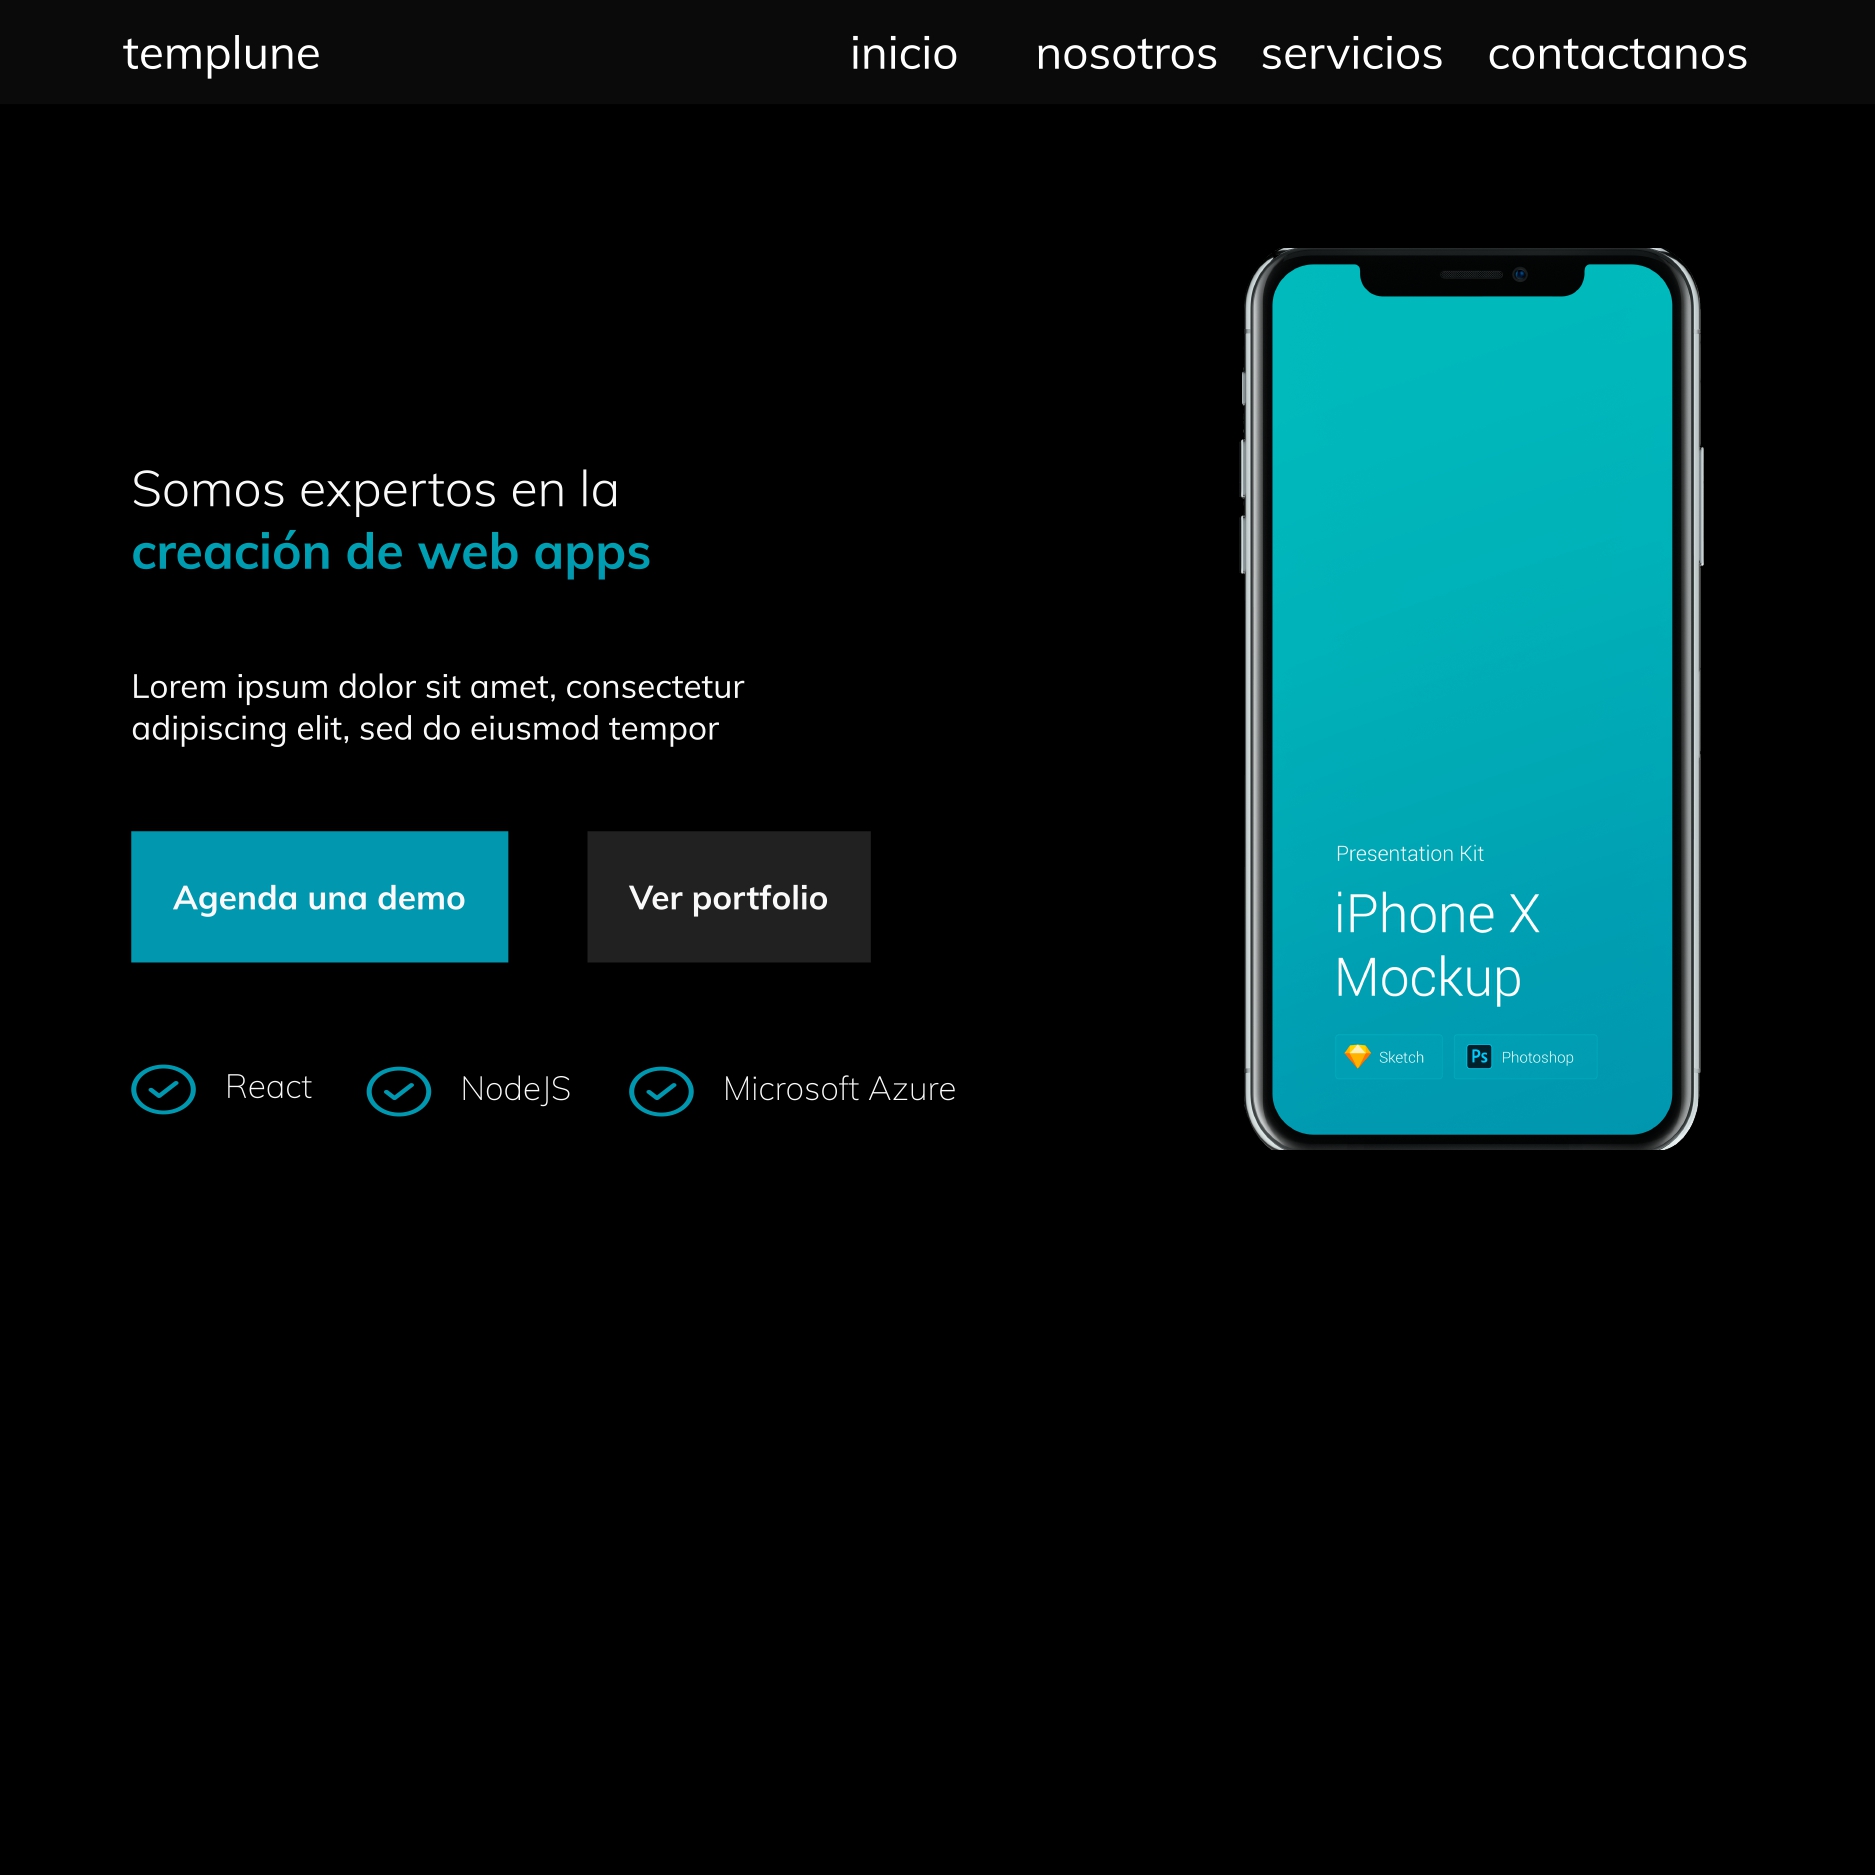 templune
inicio
nosotros
servicios
contactanos
Somos expertos en la
creación de web apps
Lorem ipsum dolor sit amet, consectetur
adipiscing elit, sed do eiusmod tempor
Agenda una demo
Ver portfolio
React
NodeJS
Microsoft Azure
Presentation Kit
iPhone X
Mockup
Sketch
Ps
Photoshop